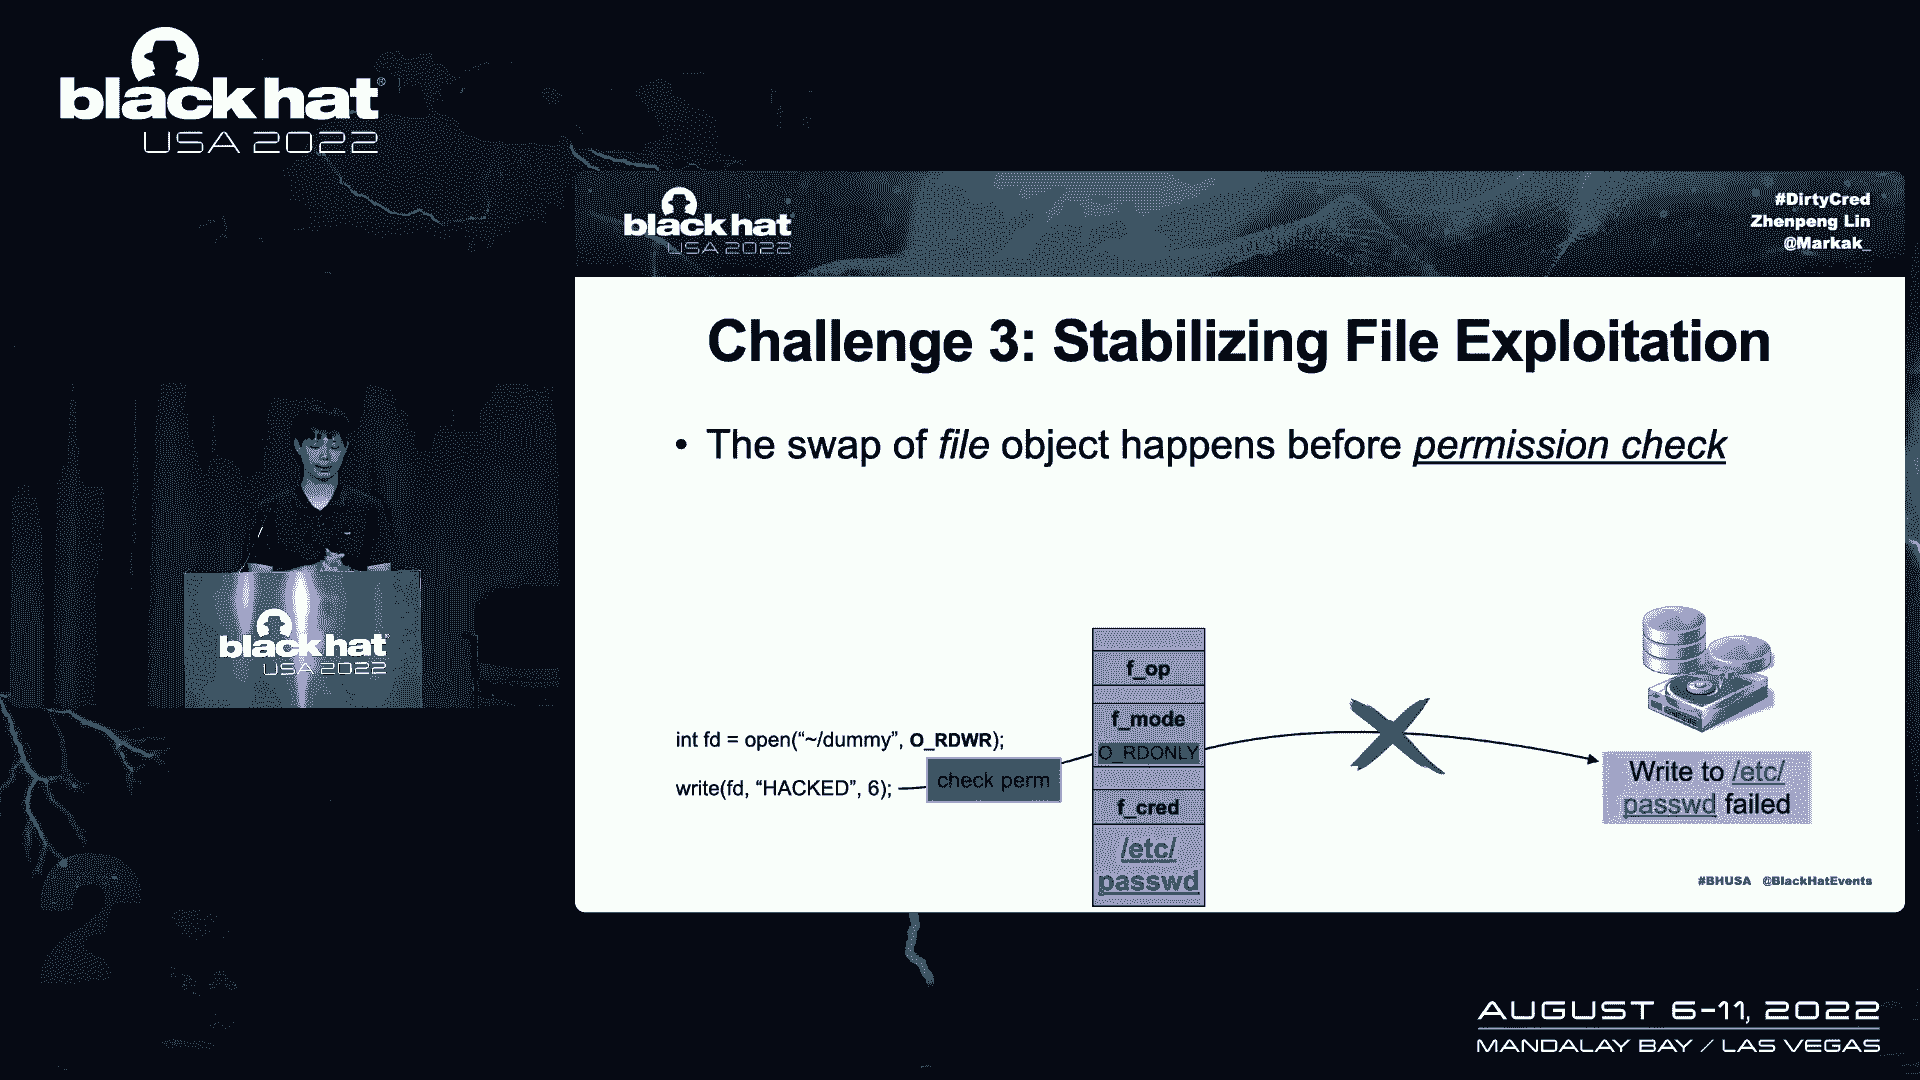 black hat®
USA 2022
black hat®
USA 2022
#DirtyCred
Zhenpeng Lin
@Markak_
Challenge 3: Stabilizing File Exploitation
• The swap of file object happens before permission check
int fd = open(“~/dummy”, O_RDWR);
write(fd, “HACKED”, 6);
check perm
f_op
f_mode
O_RDONLY
f_cred
/etc/
passwd
Write to /etc/
passwd failed
#BHUSA @BlackHatEvents
black hat®
USA 2022
2
AUGUST 6-11, 2022
MANDALAY BAY / LAS VEGAS